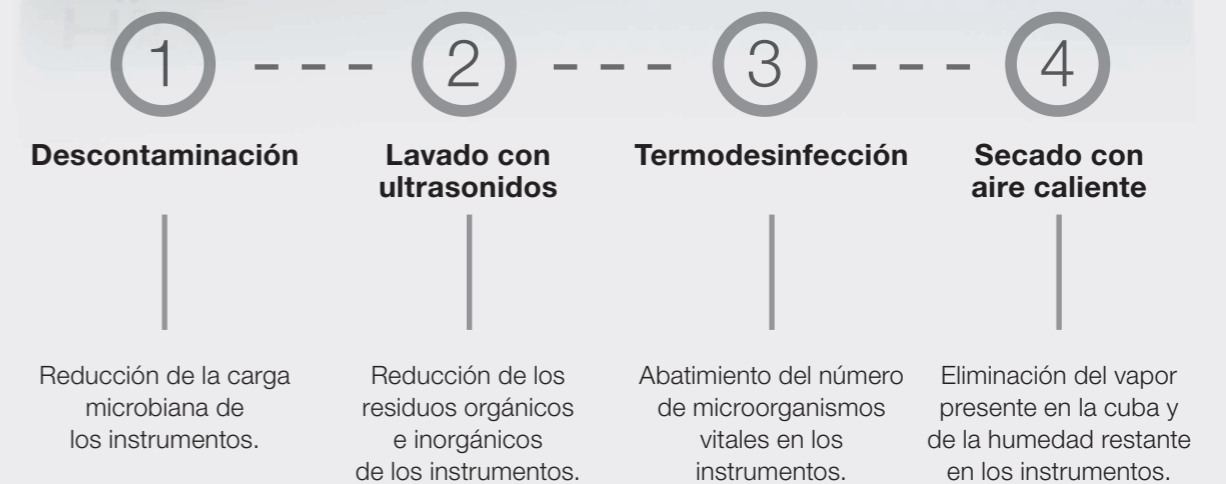 1
2
3
4
Descontaminación
Lavado con
ultrasonidos
Termodesinfección
Secado con
aire caliente
Reducción de la carga
microbiana de
los instrumentos.
Reducción de los
residuos orgánicos
e inorgánicos
de los instrumentos.
Abatimiento del número
de microorganismos
vitales en los
instrumentos.
Eliminación del vapor
presente en la cuba y
de la humedad restante
en los instrumentos.